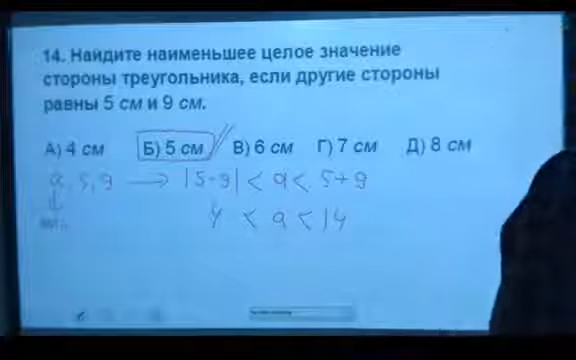 14. Найдите наименьшее целое значение
стороны треугольника, если другие стороны
равны 5 см и 9 см.
А) 4 см Б) 5 см В) 6 см Г) 7 см Д) 8 см
a, 5, 9 → |5-9| < a < 5+9
4 < a < 14